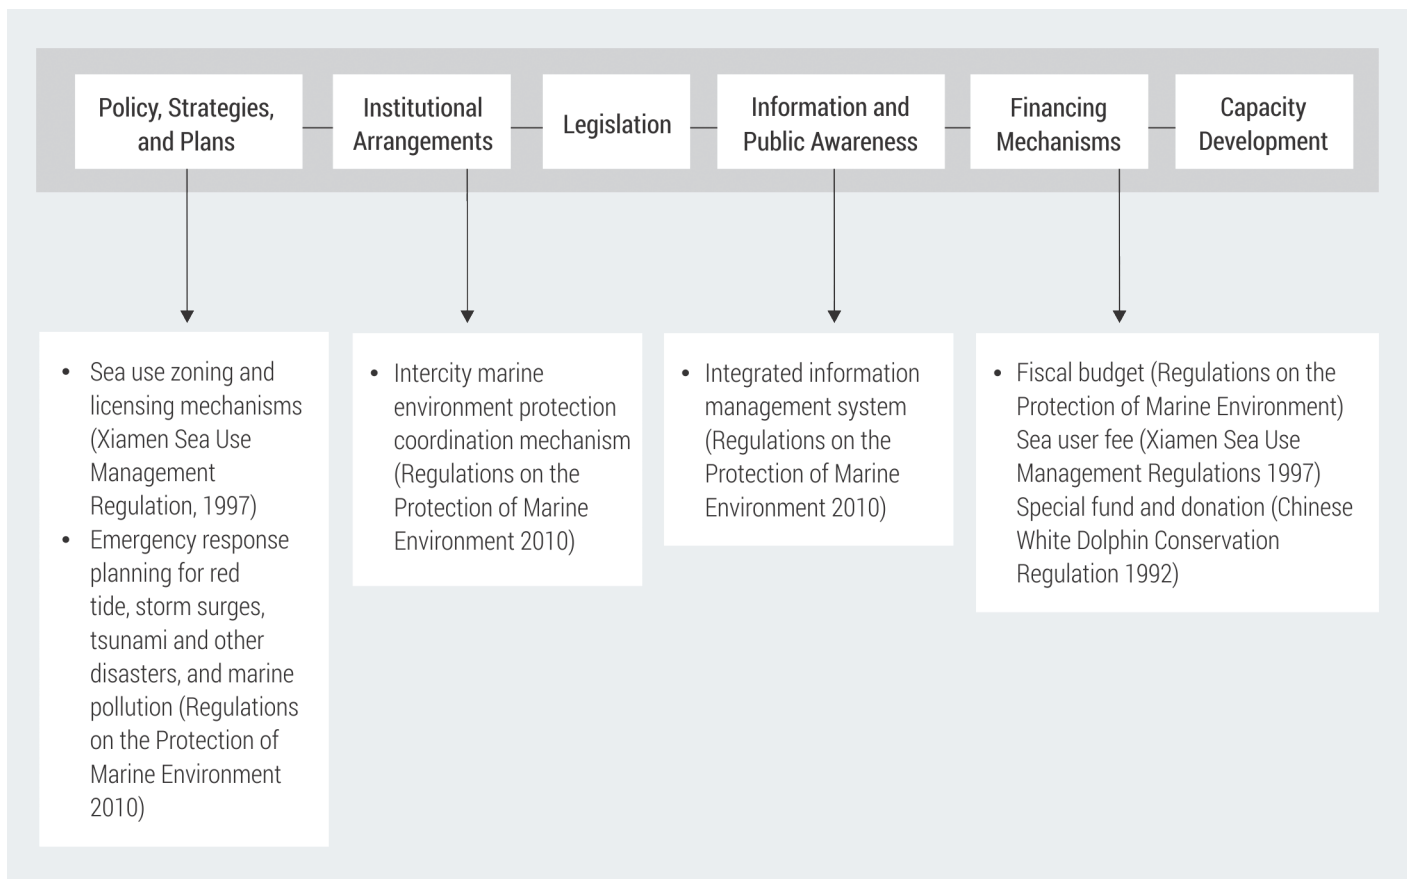 Policy, Strategies,
and Plans
Institutional
Arrangements
Legislation
Information and
Public Awareness
Financing
Mechanisms
Capacity
Development
• Sea use zoning and
licensing mechanisms
(Xiamen Sea Use
Management
Regulation, 1997)
• Emergency response
planning for red
tide, storm surges,
tsunami and other
disasters, and marine
pollution (Regulations
on the Protection of
Marine Environment
2010)
• Intercity marine
environment protection
coordination mechanism
(Regulations on the
Protection of Marine
Environment 2010)
• Integrated information
management system
(Regulations on the
Protection of Marine
Environment 2010)
• Fiscal budget (Regulations on the
Protection of Marine Environment)
Sea user fee (Xiamen Sea Use
Management Regulations 1997)
Special fund and donation (Chinese
White Dolphin Conservation
Regulation 1992)